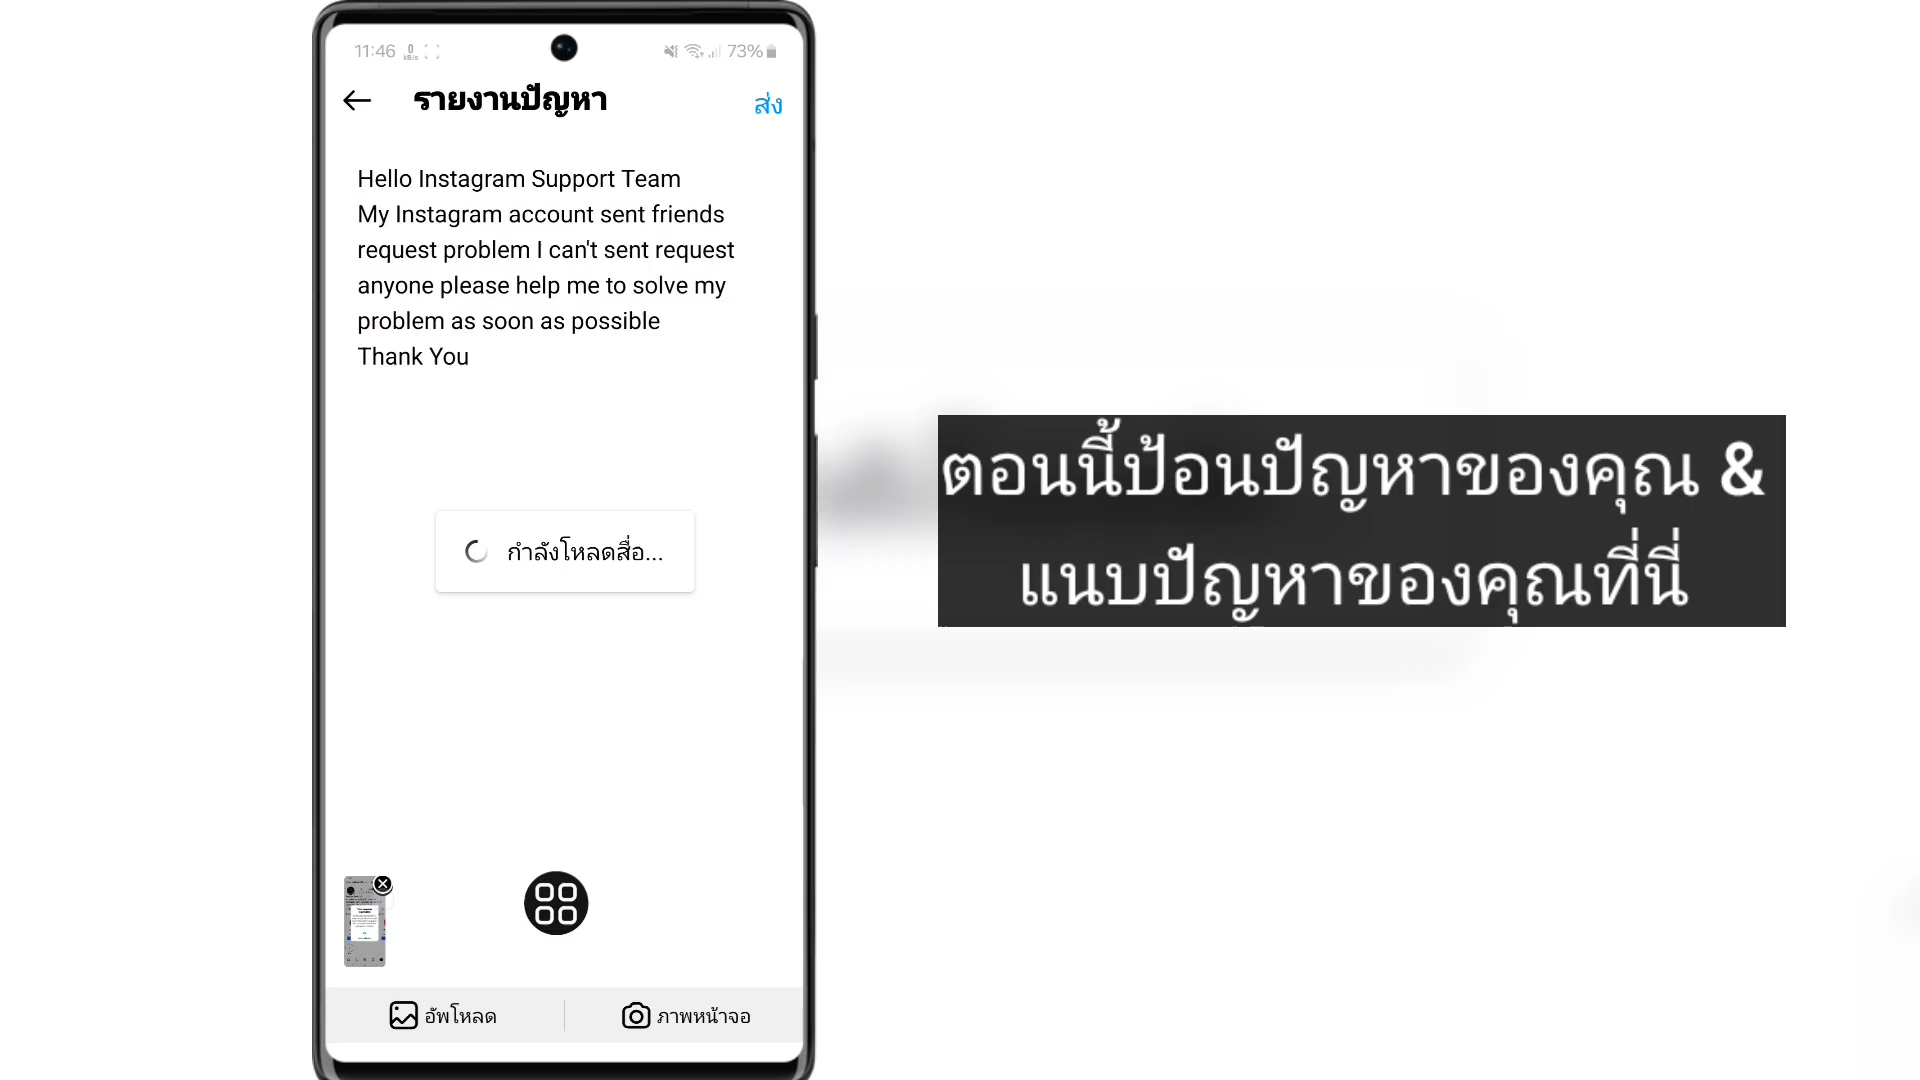 11:46 0 kB/s 73%
รายงานปัญหา
ส่ง
Hello Instagram Support Team
My Instagram account sent friends
request problem I can't sent request
anyone please help me to solve my
problem as soon as possible
Thank You
กำลังโหลดสื่อ...
อัพโหลด
ภาพหน้าจอ
ตอนนี้ป้อนปัญหาของคุณ &
แนบปัญหาของคุณที่นี่